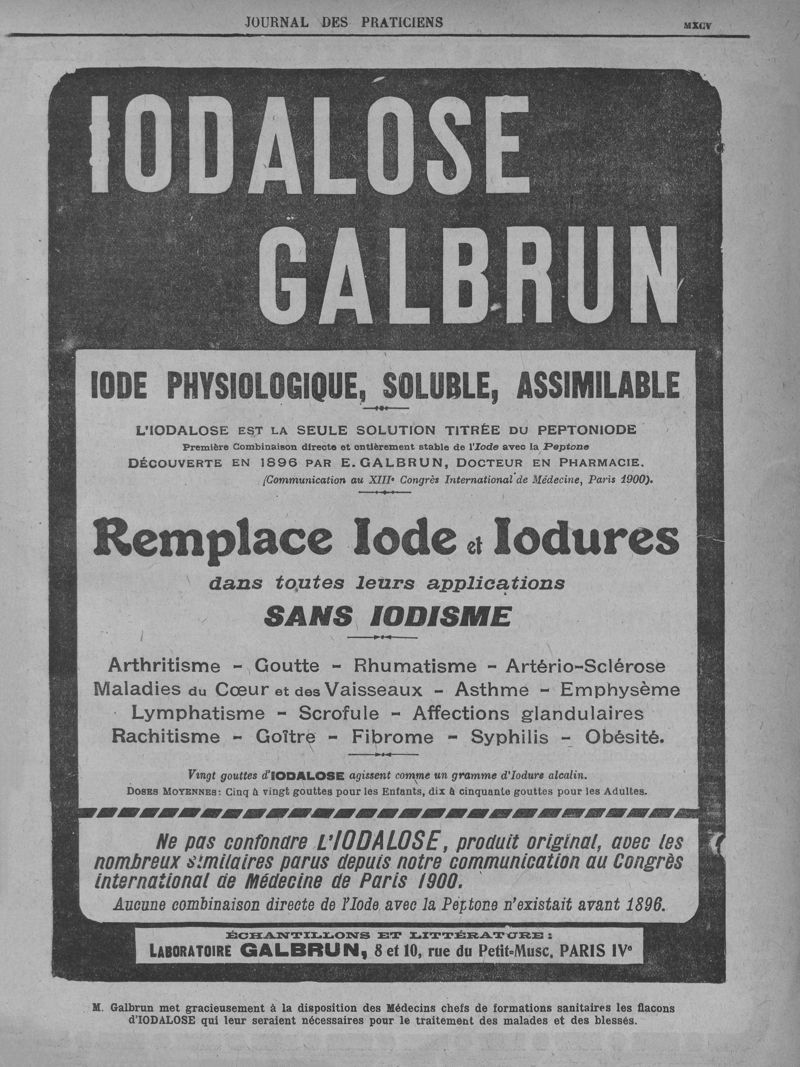 JOURNAL DES PRATICIENS
MXCV
IODALOSE
GALBRUN
IODE PHYSIOLOGIQUE, SOLUBLE, ASSIMILABLE
L'IODALOSE EST LA SEULE SOLUTION TITRÉE DU PEPTONIODE
Première Combinaison directe et entièrement stable de l'Iode avec la Peptone
DÉCOUVERTE EN 1896 PAR E. GALBRUN, DOCTEUR EN PHARMACIE.
(Communication au XIIIe Congrès International de Médecine, Paris 1900).
Remplace Iode et Iodures
dans toutes leurs applications
SANS IODISME
Arthritisme - Goutte - Rhumatisme - Artério-Sclérose
Maladies du Cœur et des Vaisseaux - Asthme - Emphysème
Lymphatisme - Scrofule - Affections glandulaires
Rachitisme - Goître - Fibrome - Syphilis - Obésité.
Vingt gouttes d'IODALOSE agissent comme un gramme d'Iodure alcalin.
DOSES MOYENNES: Cinq à vingt gouttes pour les Enfants, dix à cinquante gouttes pour les Adultes.
Ne pas confondre L'IODALOSE, produit original, avec les
nombreux similaires parus depuis notre communication au Congrès
international de Médecine de Paris 1900.
Aucune combinaison directe de l'Iode avec la Peptone n'existait avant 1896.
ÉCHANTILLONS ET LITTÉRATURE:
LABORATOIRE GALBRUN, 8 et 10, rue du Petit-Musc, PARIS IVe
M. Galbrun met gracieusement à la disposition des Médecins chefs de formations sanitaires les flacons
d'IODALOSE qui leur seraient nécessaires pour le traitement des malades et des blessés.